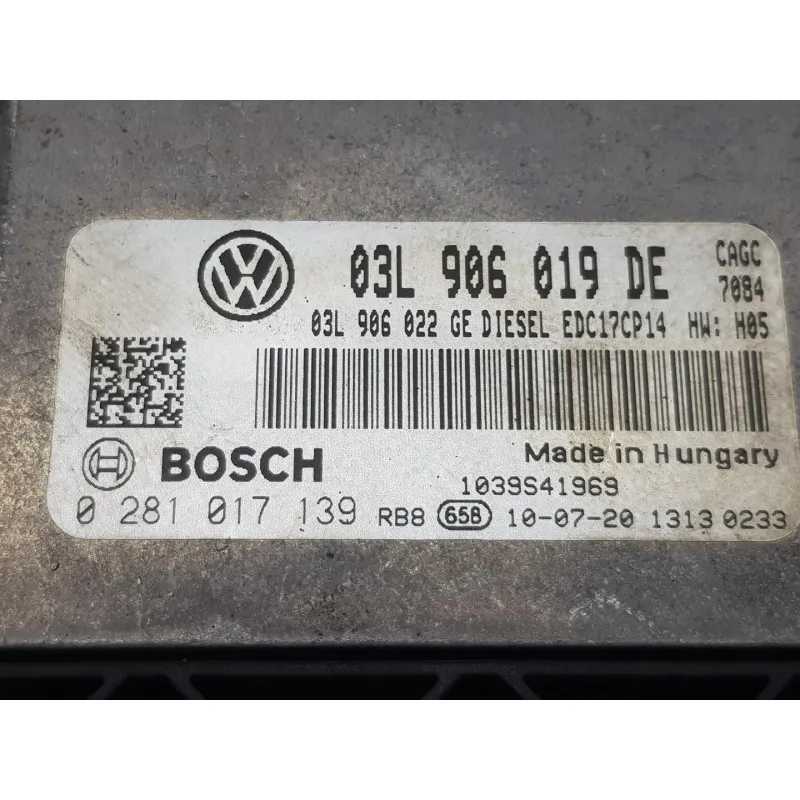 03L 906 019 DE CAGC
7084
03L 906 022 GE DIESEL EDC17CP14 HW: H05
Made in Hungary
BOSCH
1039S41969
0 281 017 139 RB8 658 10-07-20 1313 0233